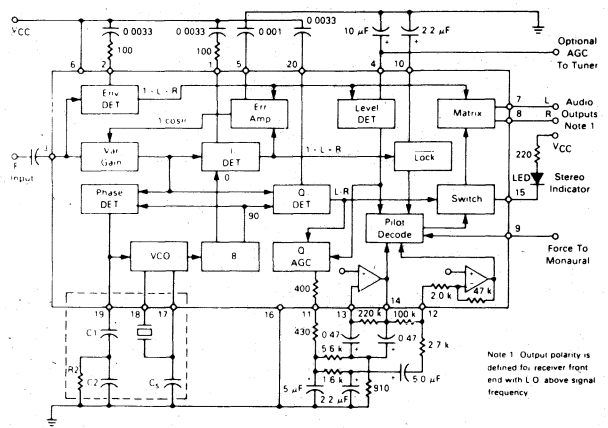 VCC
0.0033
0.0033
0.001
0.0033
10 µF
2.2 µF
100
100
Optional
AGC
To Tuner
6
2
1
5
20
4
10
Env
DET
1 + L + R
Err
Amp
Level
DET
Matrix
7
L
8
R
Audio
Outputs
Note 1
1/cosθ
F
Input
Var
Gain
I
DET
1 + L + R
Lock
220
VCC
LED
Stereo
Indicator
0
Phase
DET
90
Q
DET
L-R
Switch
15
Pilot
Decode
9
Force To
Monaural
VCO
8
Q
AGC
400
2.0 k
47 k
19
18
17
16
11
13
220 k
14
100 k
12
C1
430
0.47
0.47
5.6 k
2.7 k
R2
C2
Cs
5 µF
2.2 µF
1.6 k
910
5.0 µF
Note 1 Output polarity is
defined for receiver front
end with L.O. above signal
frequency